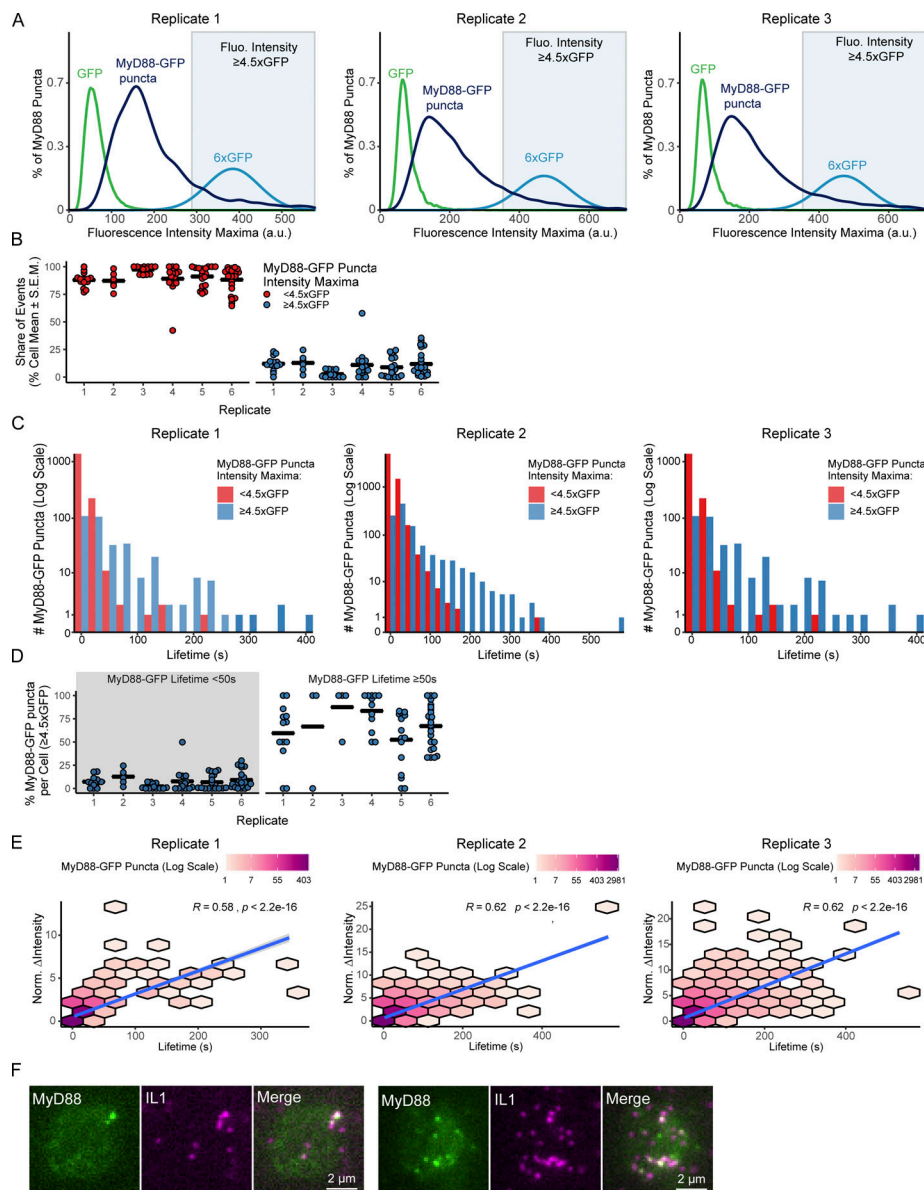 A
Replicate 1
Replicate 2
Replicate 3
% of MyD88 Puncta
0.7
0.3
0
GFP
MyD88-GFP
puncta
Fluo. Intensity
≥4.5xGFP
6xGFP
100
300
500
Fluorescence Intensity Maxima (a.u.)
% of MyD88 Puncta
0.7
0.3
0
GFP
MyD88-GFP
puncta
Fluo. Intensity
≥4.5xGFP
6xGFP
0
200
400
600
Fluorescence Intensity Maxima (a.u.)
% of MyD88 Puncta
0.7
0.3
0
GFP
MyD88-GFP
puncta
Fluo. Intensity
≥4.5xGFP
6xGFP
0
200
400
600
Fluorescence Intensity Maxima (a.u.)
B
Share of Events
(% Cell Mean ± S.E.M.)
100
75
50
25
0
MyD88-GFP Puncta
Intensity Maxima
<4.5xGFP
≥4.5xGFP
1 2 3 4 5 6
1 2 3 4 5 6
Replicate
C
Replicate 1
Replicate 2
Replicate 3
# MyD88-GFP Puncta (Log Scale)
1000
100
10
1
0
MyD88-GFP Puncta
Intensity Maxima:
<4.5xGFP
≥4.5xGFP
0 100 200 300 400
Lifetime (s)
# MyD88-GFP Puncta (Log Scale)
1000
100
10
1
0
MyD88-GFP Puncta
Intensity Maxima:
<4.5xGFP
≥4.5xGFP
0 100 200 300 400 500
Lifetime (s)
# MyD88-GFP Puncta (Log Scale)
1000
100
10
1
0
MyD88-GFP Puncta
Intensity Maxima:
<4.5xGFP
≥4.5xGFP
0 100 200 300 400
Lifetime (s)
D
% MyD88-GFP puncta
per Cell (≥4.5xGFP)
MyD88-GFP Lifetime <50s
MyD88-GFP Lifetime ≥50s
100
75
50
25
0
1 2 3 4 5 6
1 2 3 4 5 6
Replicate
E
Replicate 1
Replicate 2
Replicate 3
MyD88-GFP Puncta (Log Scale)
1 7 55 403
R = 0.58 , p < 2.2e-16
Norm. ΔIntensity
12
8
4
0
0 100 200 300
Lifetime (s)
MyD88-GFP Puncta (Log Scale)
1 7 55 403 2981
R = 0.62 p < 2.2e-16
,
Norm. ΔIntensity
25
20
15
10
5
0
0 200 400
Lifetime (s)
MyD88-GFP Puncta (Log Scale)
1 7 55 403 2981
R = 0.62 p < 2.2e-16
Norm. ΔIntensity
20
15
10
5
0
0 200 400
Lifetime (s)
F
MyD88
IL1
Merge
2 µm
MyD88
IL1
Merge
2 µm